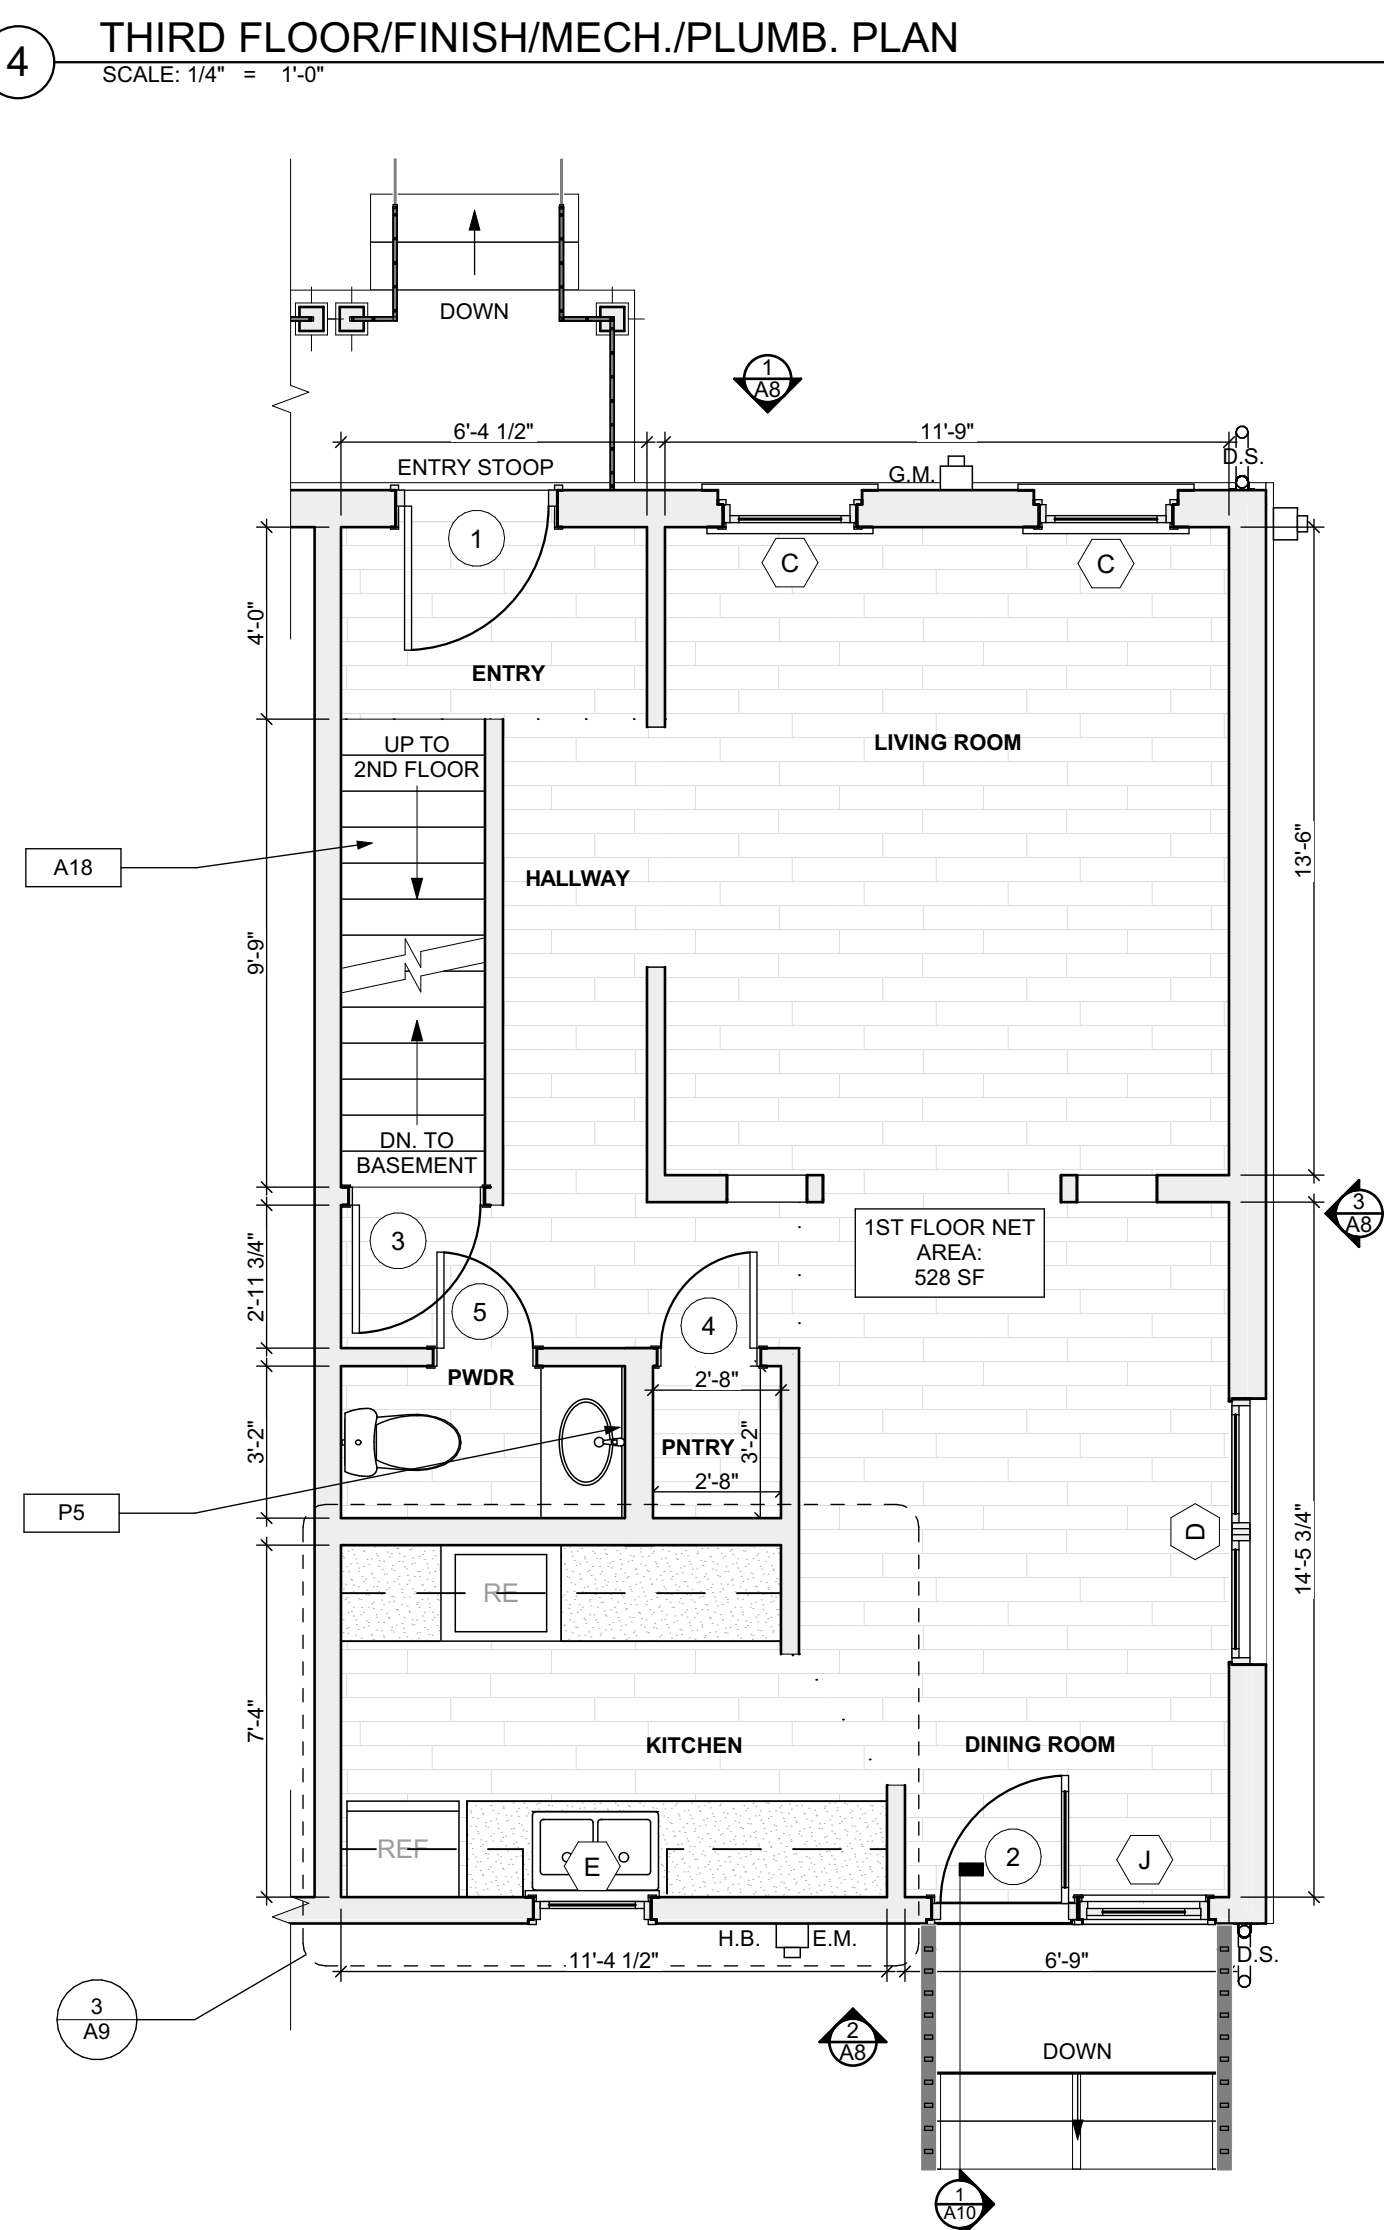 4
THIRD FLOOR/FINISH/MECH./PLUMB. PLAN
SCALE: 1/4" = 1'-0"
DOWN
1
A8
6'-4 1/2"
11'-9"
ENTRY STOOP
G.M.
D.S.
1
C
C
4'-0"
ENTRY
UP TO
2ND FLOOR
LIVING ROOM
A18
HALLWAY
13'-6"
9'-9"
DN. TO
BASEMENT
3
A8
3
1ST FLOOR NET
AREA:
528 SF
2'-11 3/4"
5
4
PWDR
2'-8"
3'-2"
PNTRY
3'-2"
2'-8"
P5
D
14'-5 3/4"
RE
7'-4"
KITCHEN
DINING ROOM
REF
E
2
J
H.B.
E.M.
11'-4 1/2"
6'-9"
D.S.
3
A9
2
A8
DOWN
1
A10